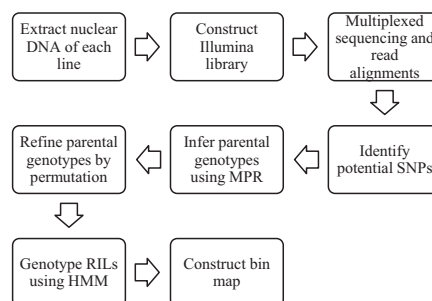 Extract nuclear
DNA of each
line
Construct
Illumina
library
Multiplexed
sequencing and
read
alignments
Identify
potential SNPs
Infer parental
genotypes
using MPR
Refine parental
genotypes by
permutation
Genotype RILs
using HMM
Construct bin
map